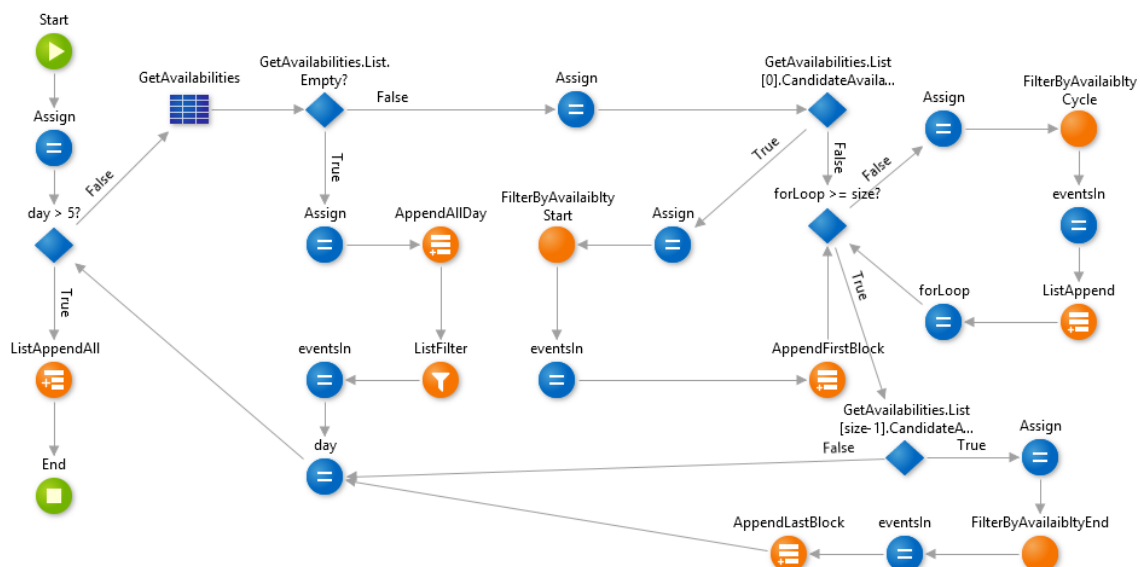 Start
Assign
day > 5?
False
True
ListAppendAll
End
GetAvailabilities
GetAvailabilities.List.
Empty?
False
True
Assign
AppendAllDay
ListFilter
eventsIn
day
Assign
GetAvailabilities.List
[0].CandidateAvaila...
True
False
Assign
FilterByAvailaiblty
Start
eventsIn
AppendFirstBlock
forLoop >= size?
False
True
Assign
FilterByAvailaiblty
Cycle
eventsIn
ListAppend
forLoop
GetAvailabilities.List
[size-1].CandidateA...
False
True
Assign
FilterByAvailaibltyEnd
eventsIn
AppendLastBlock